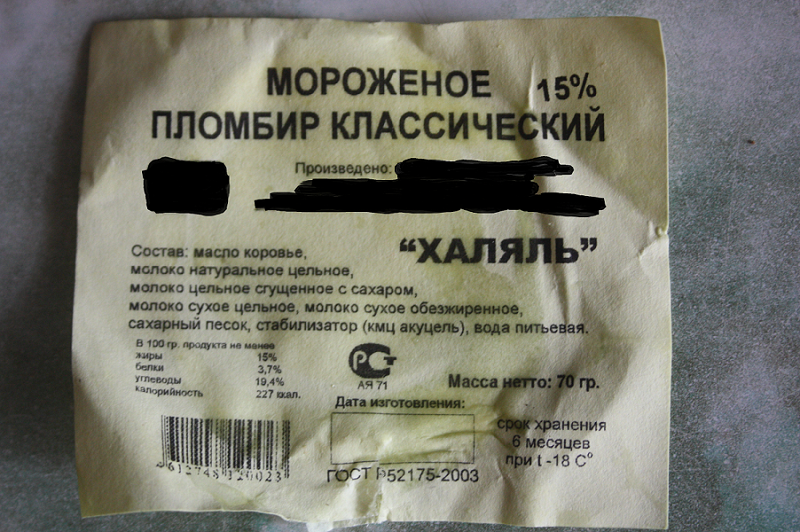 МОРОЖЕНОЕ 15%
ПЛОМБИР КЛАССИЧЕСКИЙ
Произведено:
"ХАЛЯЛЬ"
Состав: масло коровье,
молоко натуральное цельное,
молоко цельное сгущенное с сахаром,
молоко сухое цельное, молоко сухое обезжиренное,
сахарный песок, стабилизатор (кмц акуцель), вода питьевая.
В 100 гр. продукта не менее
жиры 15%
белки 3,7%
углеводы 19,4%
калорийность 227 ккал.
РСТ
АЯ 71
Масса нетто: 70 гр.
Дата изготовления:
срок хранения
6 месяцев
при t -18 С°
4612748120023
ГОСТ Р52175-2003